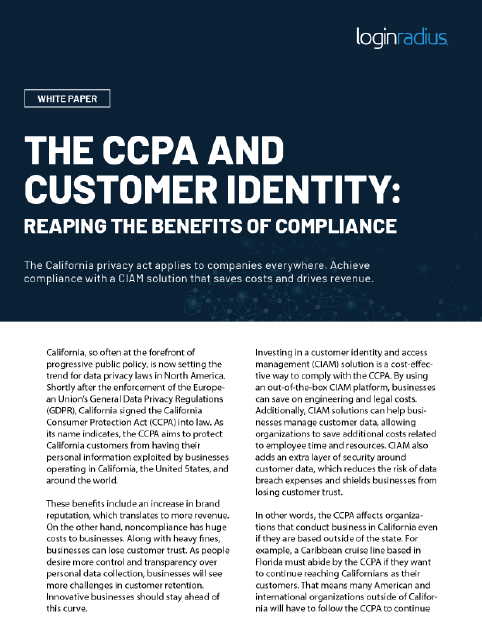 loginradius
WHITE PAPER
THE CCPA AND
CUSTOMER IDENTITY:
REAPING THE BENEFITS OF COMPLIANCE
The California privacy act applies to companies everywhere. Achieve
compliance with a CIAM solution that saves costs and drives revenue.
California, so often at the forefront of
progressive public policy, is now setting the
trend for data privacy laws in North America.
Shortly after the enforcement of the Europe-
an Union's General Data Privacy Regulations
(GDPR), California signed the California
Consumer Protection Act (CCPA) into law. As
its name indicates, the CCPA aims to protect
California customers from having their
personal information exploited by businesses
operating in California, the United States, and
around the world.
These benefits include an increase in brand
reputation, which translates to more revenue.
On the other hand, noncompliance has huge
costs to businesses. Along with heavy fines,
businesses can lose customer trust. As people
desire more control and transparency over
personal data collection, businesses will see
more challenges in customer retention.
Innovative businesses should stay ahead of
this curve.
Investing in a customer identity and access
management (CIAM) solution is a cost-effec-
tive way to comply with the CCPA. By using
an out-of-the-box CIAM platform, businesses
can save on engineering and legal costs.
Additionally, CIAM solutions can help busi-
nesses manage customer data, allowing
organizations to save additional costs related
to employee time and resources. CIAM also
adds an extra layer of security around
customer data, which reduces the risk of data
breach expenses and shields businesses from
losing customer trust.
In other words, the CCPA affects organiza-
tions that conduct business in California even
if they are based outside of the state. For
example, a Caribbean cruise line based in
Florida must abide by the CCPA if they want
to continue reaching Californians as their
customers. That means many American and
international organizations outside of Califor-
nia will have to follow the CCPA to continue